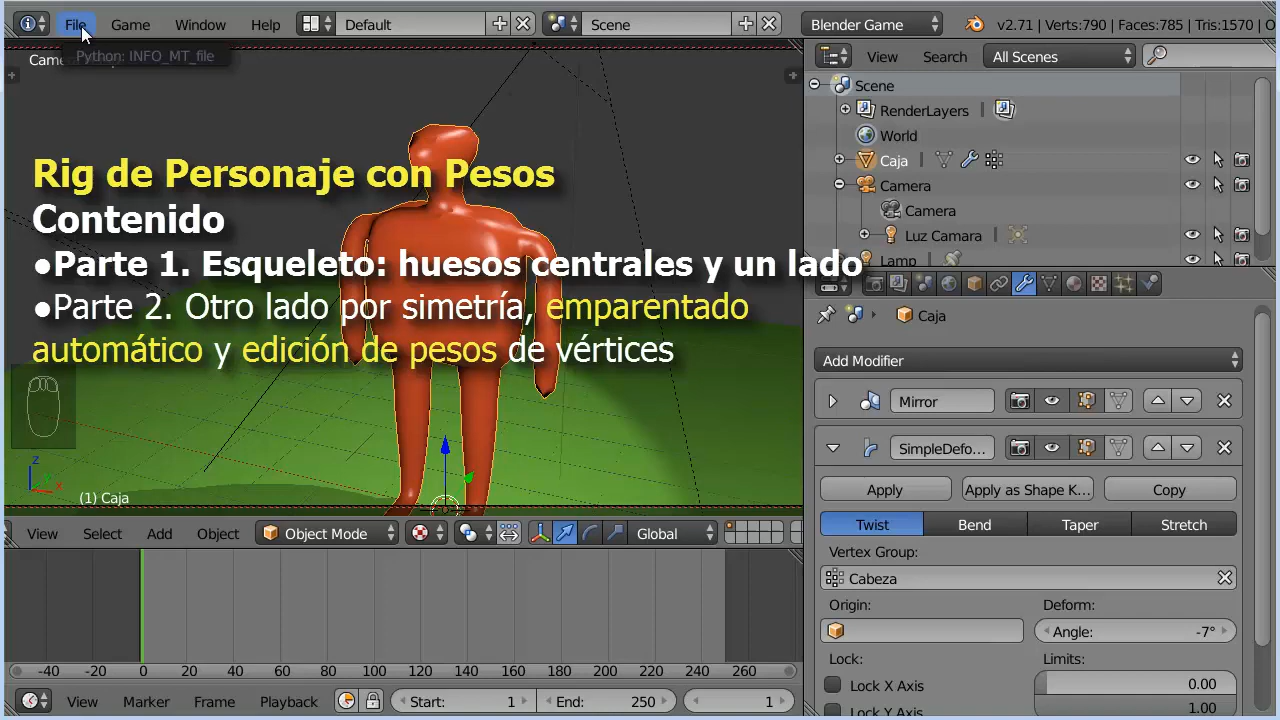 File Game Window Help Default Scene Blender Game v2.71 | Verts:790 | Faces:785 | Tris:1570 | O
Python: INFO_MT_file
View Search All Scenes
Scene
RenderLayers
World
Caja
Camera
Camera
Luz Camara
Lamp
Rig de Personaje con Pesos
Contenido
●Parte 1. Esqueleto: huesos centrales y un lado
●Parte 2. Otro lado por simetría, emparentado
automático y edición de pesos de vértices
z
x
(1) Caja
View Select Add Object Object Mode Global
Caja
Add Modifier
Mirror
SimpleDefo...
Apply Apply as Shape K... Copy
Twist Bend Taper Stretch
Vertex Group:
Cabeza
Origin: Deform:
Angle: -7°
Lock: Limits:
Lock X Axis 0.00
Lock Y Axis 1.00
-40 -20 0 20 40 60 80 100 120 140 160 180 200 220 240 260
View Marker Frame Playback Start: 1 End: 250 1